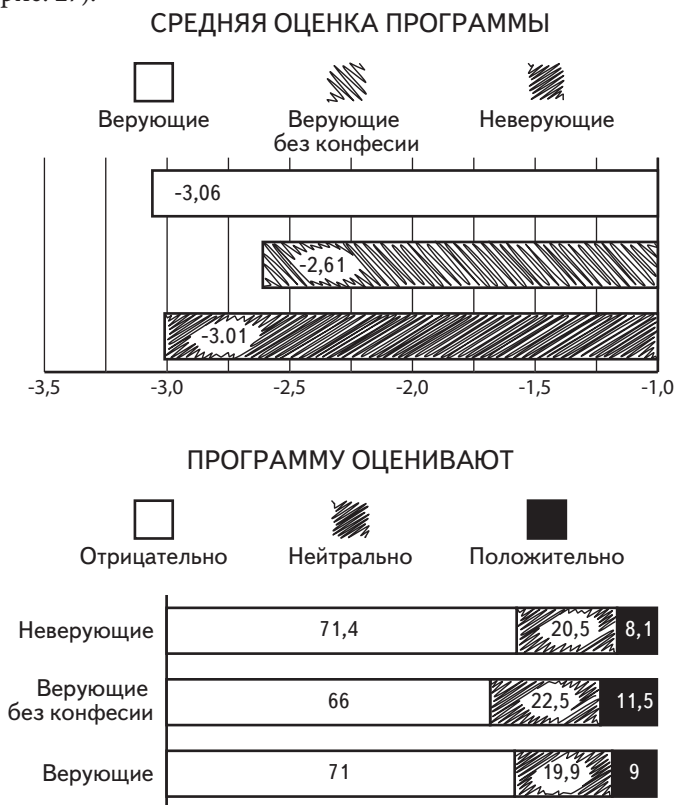 рис. 27).
СРЕДНЯЯ ОЦЕНКА ПРОГРАММЫ
Верующие
Верующие
без конфесии
Неверующие
-3,06
-2,61
-3.01
-3,5 -3,0 -2,5 -2,0 -1,5 -1,0
ПРОГРАММУ ОЦЕНИВАЮТ
Отрицательно Нейтрально Положительно
Неверующие 71,4 20,5 8,1
Верующие
без конфесии 66 22,5 11,5
Верующие 71 19,9 9